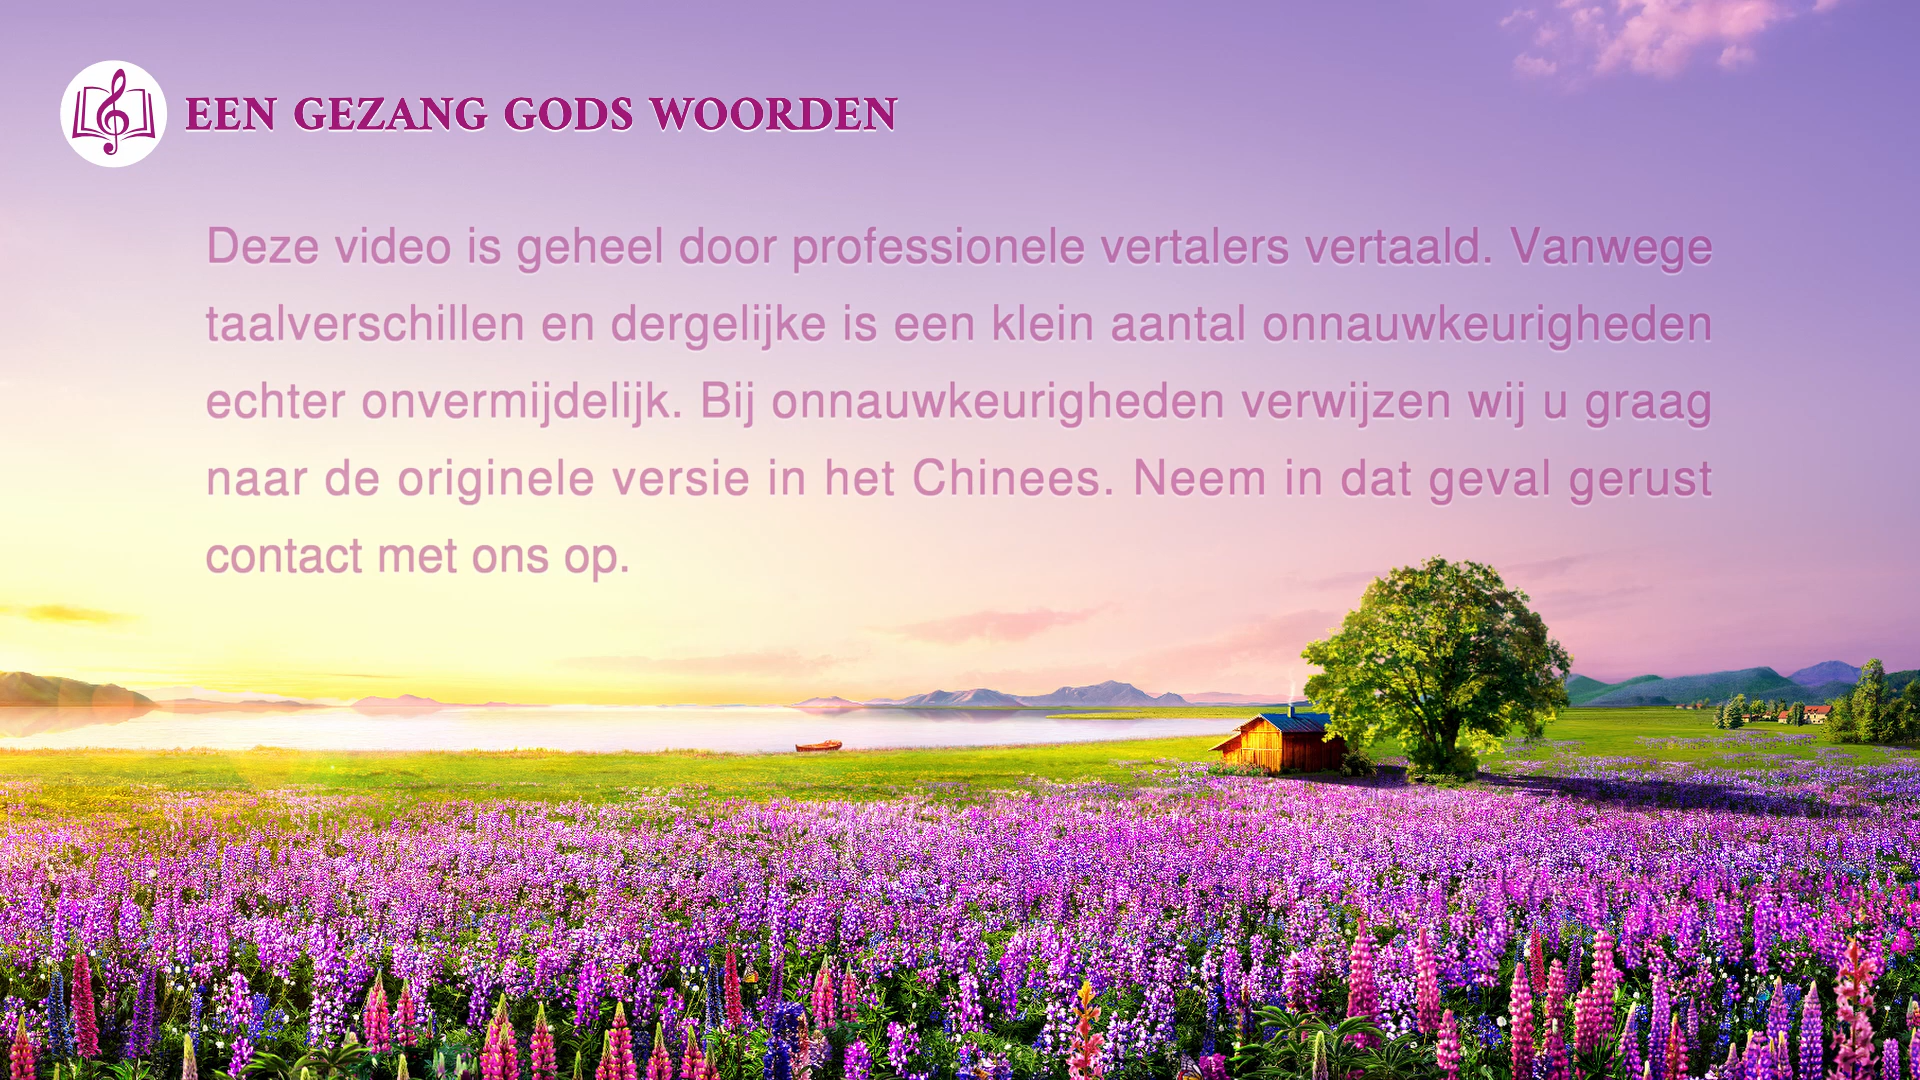 EEN GEZANG GODS WOORDEN
Deze video is geheel door professionele vertalers vertaald. Vanwege
taalverschillen en dergelijke is een klein aantal onnauwkeurigheden
echter onvermijdelijk. Bij onnauwkeurigheden verwijzen wij u graag
naar de originele versie in het Chinees. Neem in dat geval gerust
contact met ons op.